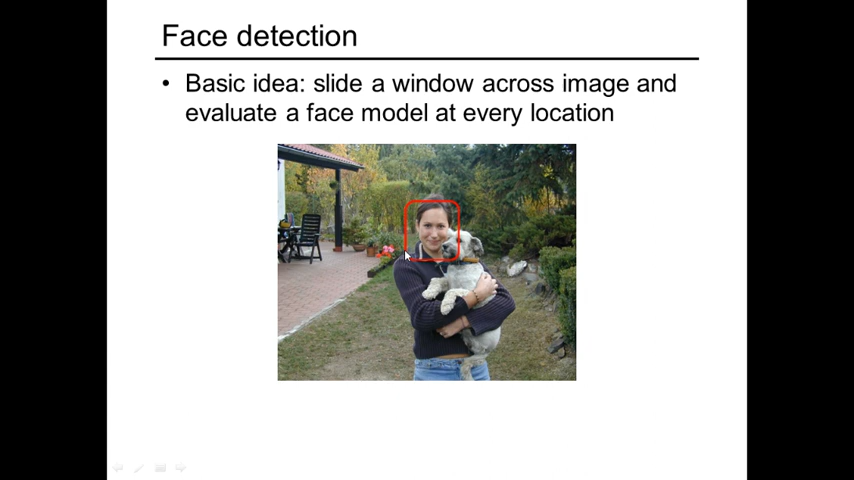 Face detection
• Basic idea: slide a window across image and
evaluate a face model at every location